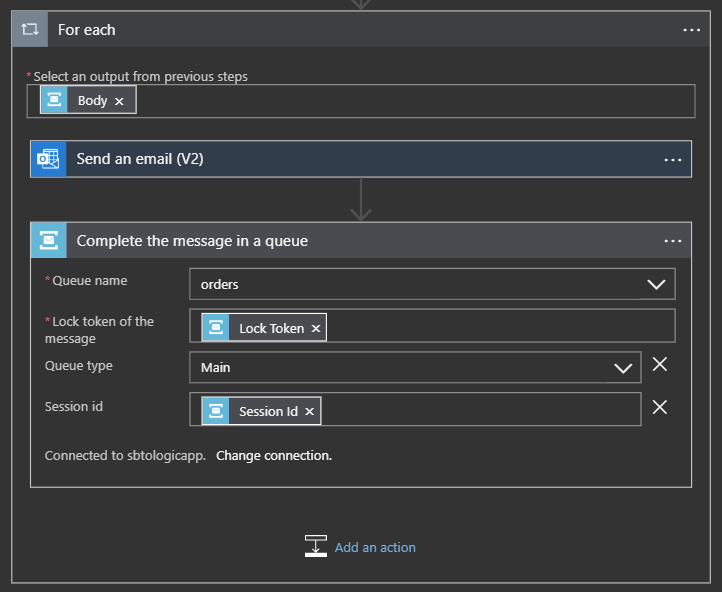 For each
* Select an output from previous steps
Body ×
Send an email (V2)
Complete the message in a queue
* Queue name
orders
* Lock token of the
message
Lock Token ×
Queue type
Main
Session id
Session Id ×
Connected to sbtologicapp. Change connection.
Add an action